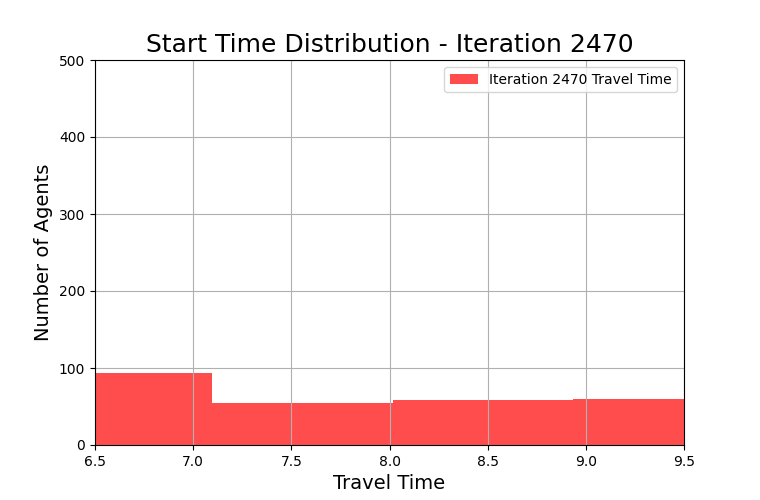 Start Time Distribution - Iteration 2470
Iteration 2470 Travel Time
Number of Agents
500
400
300
200
100
0
6.5 7.0 7.5 8.0 8.5 9.0 9.5
Travel Time